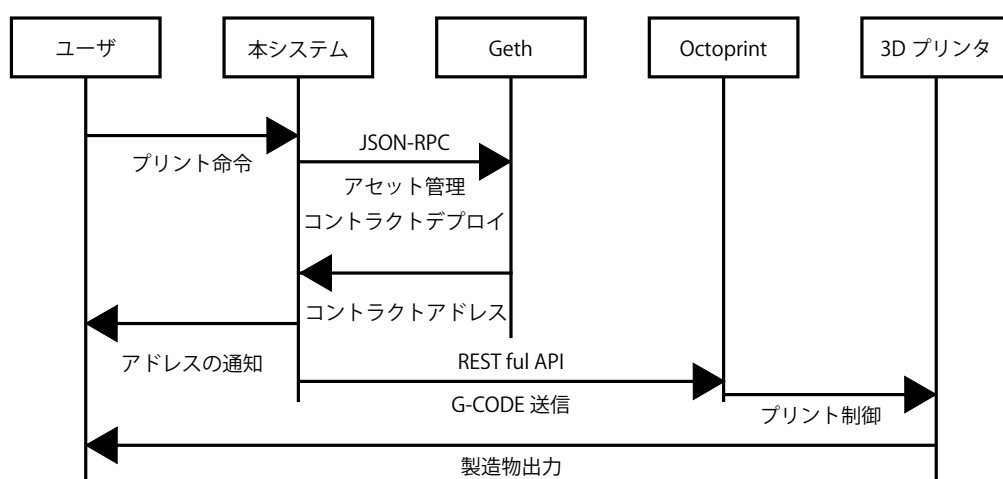 ユーザ
本システム
Geth
Octoprint
3D プリンタ
プリント命令
JSON-RPC
アセット管理
コントラクトデプロイ
コントラクトアドレス
アドレスの通知
REST ful API
G-CODE 送信
プリント制御
製造物出力